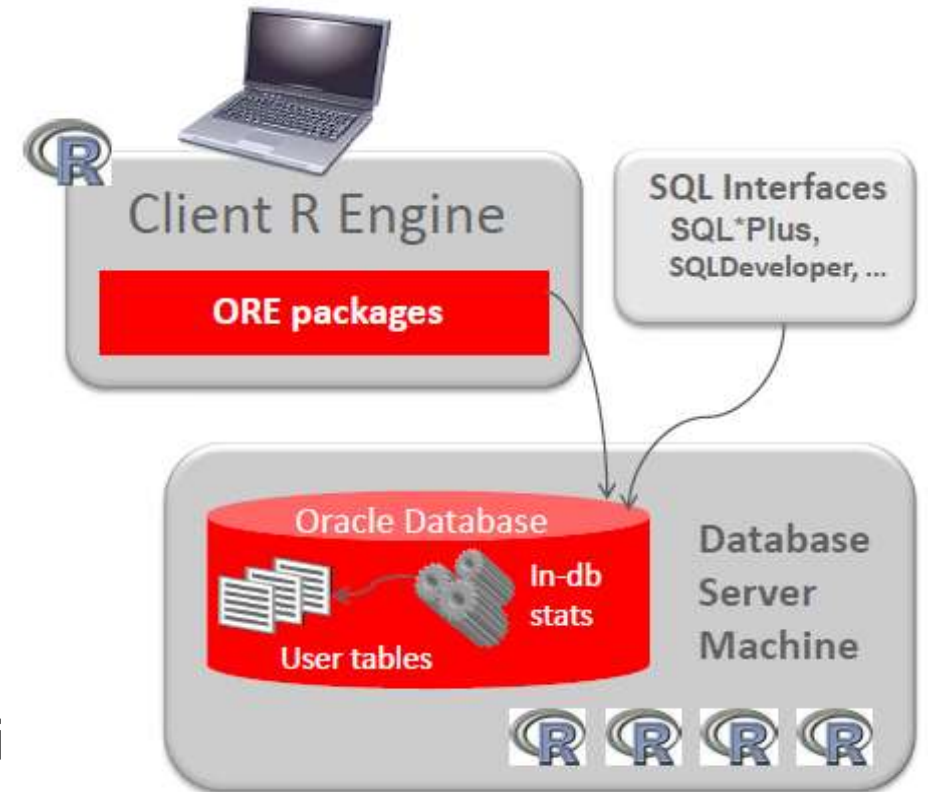 R
Client R Engine
ORE packages
SQL Interfaces
SQL*Plus,
SQLDeveloper, ...
Oracle Database
In-db
stats
User tables
Database
Server
Machine
R R R R
i